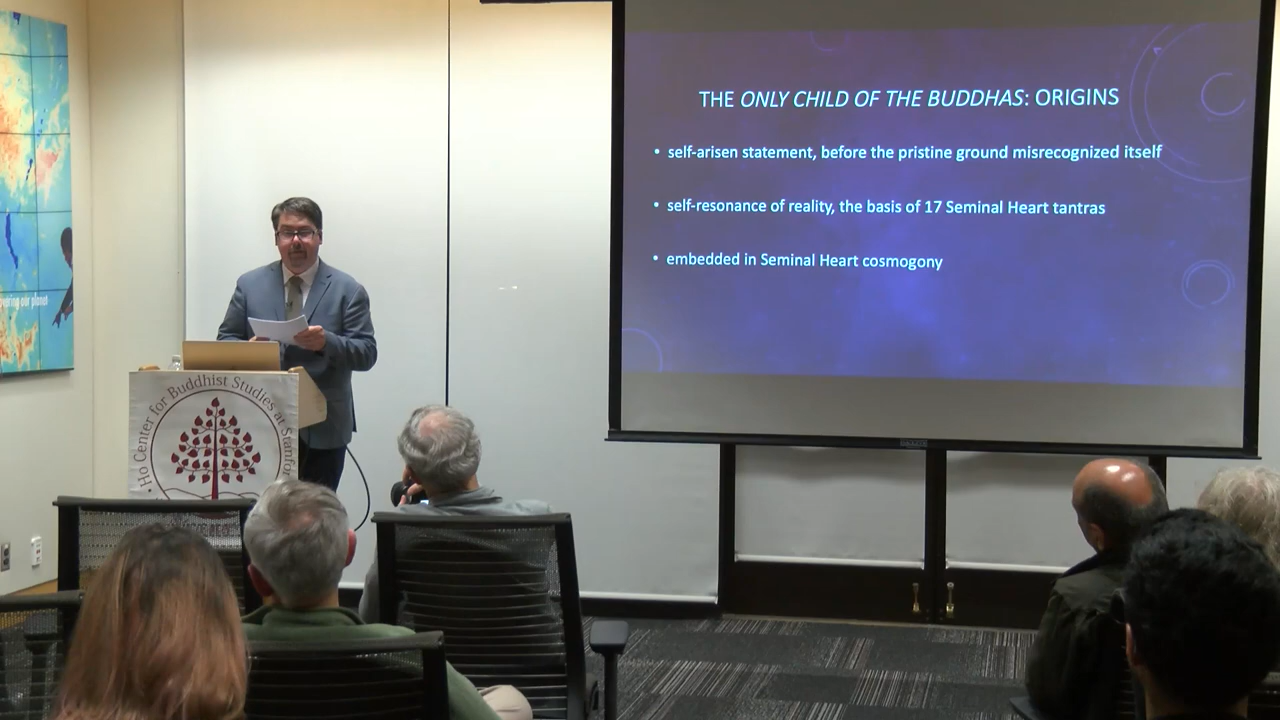 THE ONLY CHILD OF THE BUDDHAS: ORIGINS
• self-arisen statement, before the pristine ground misrecognized itself
• self-resonance of reality, the basis of 17 Seminal Heart tantras
• embedded in Seminal Heart cosmogony
our planet
• Ho Center for Buddhist Studies at